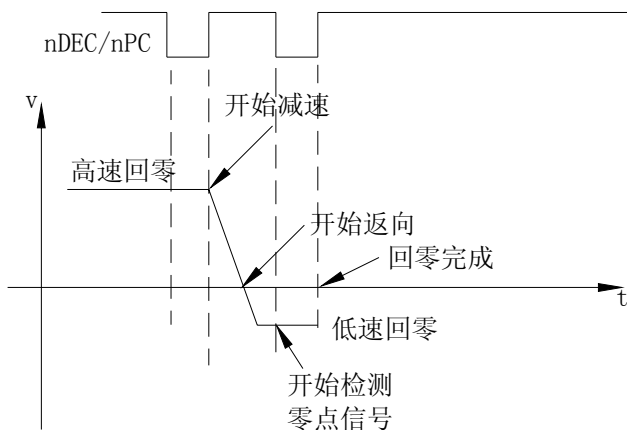 nDEC/nPC
v
开始减速
高速回零
开始返向
回零完成
t
低速回零
开始检测
零点信号